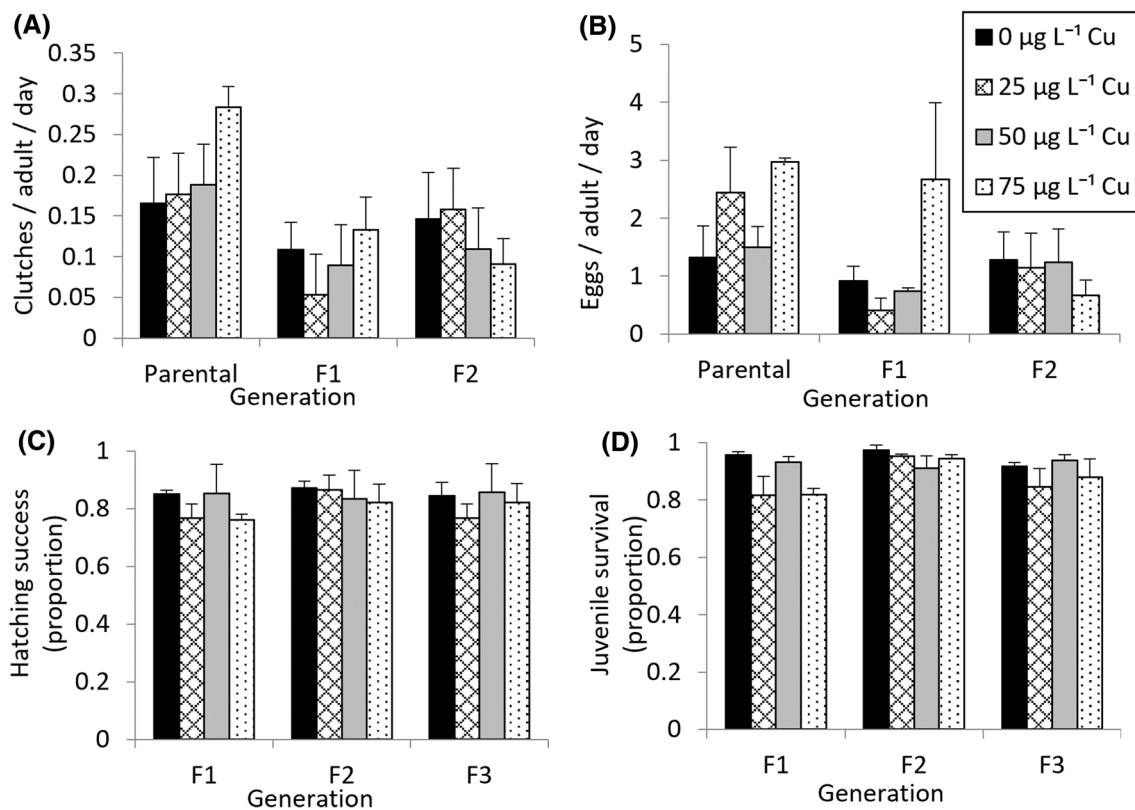 (A)
0.35
0.3
0.25
0.2
0.15
0.1
0.05
0
Clutches / adult / day
Parental F1 F2
Generation
(B)
5
4
3
2
1
0
Eggs / adult / day
Parental F1 F2
Generation
0 µg L⁻¹ Cu
25 µg L⁻¹ Cu
50 µg L⁻¹ Cu
75 µg L⁻¹ Cu
(C)
1
0.8
0.6
0.4
0.2
0
Hatching success
(proportion)
F1 F2 F3
Generation
(D)
1
0.8
0.6
0.4
0.2
0
Juvenile survival
(proportion)
F1 F2 F3
Generation